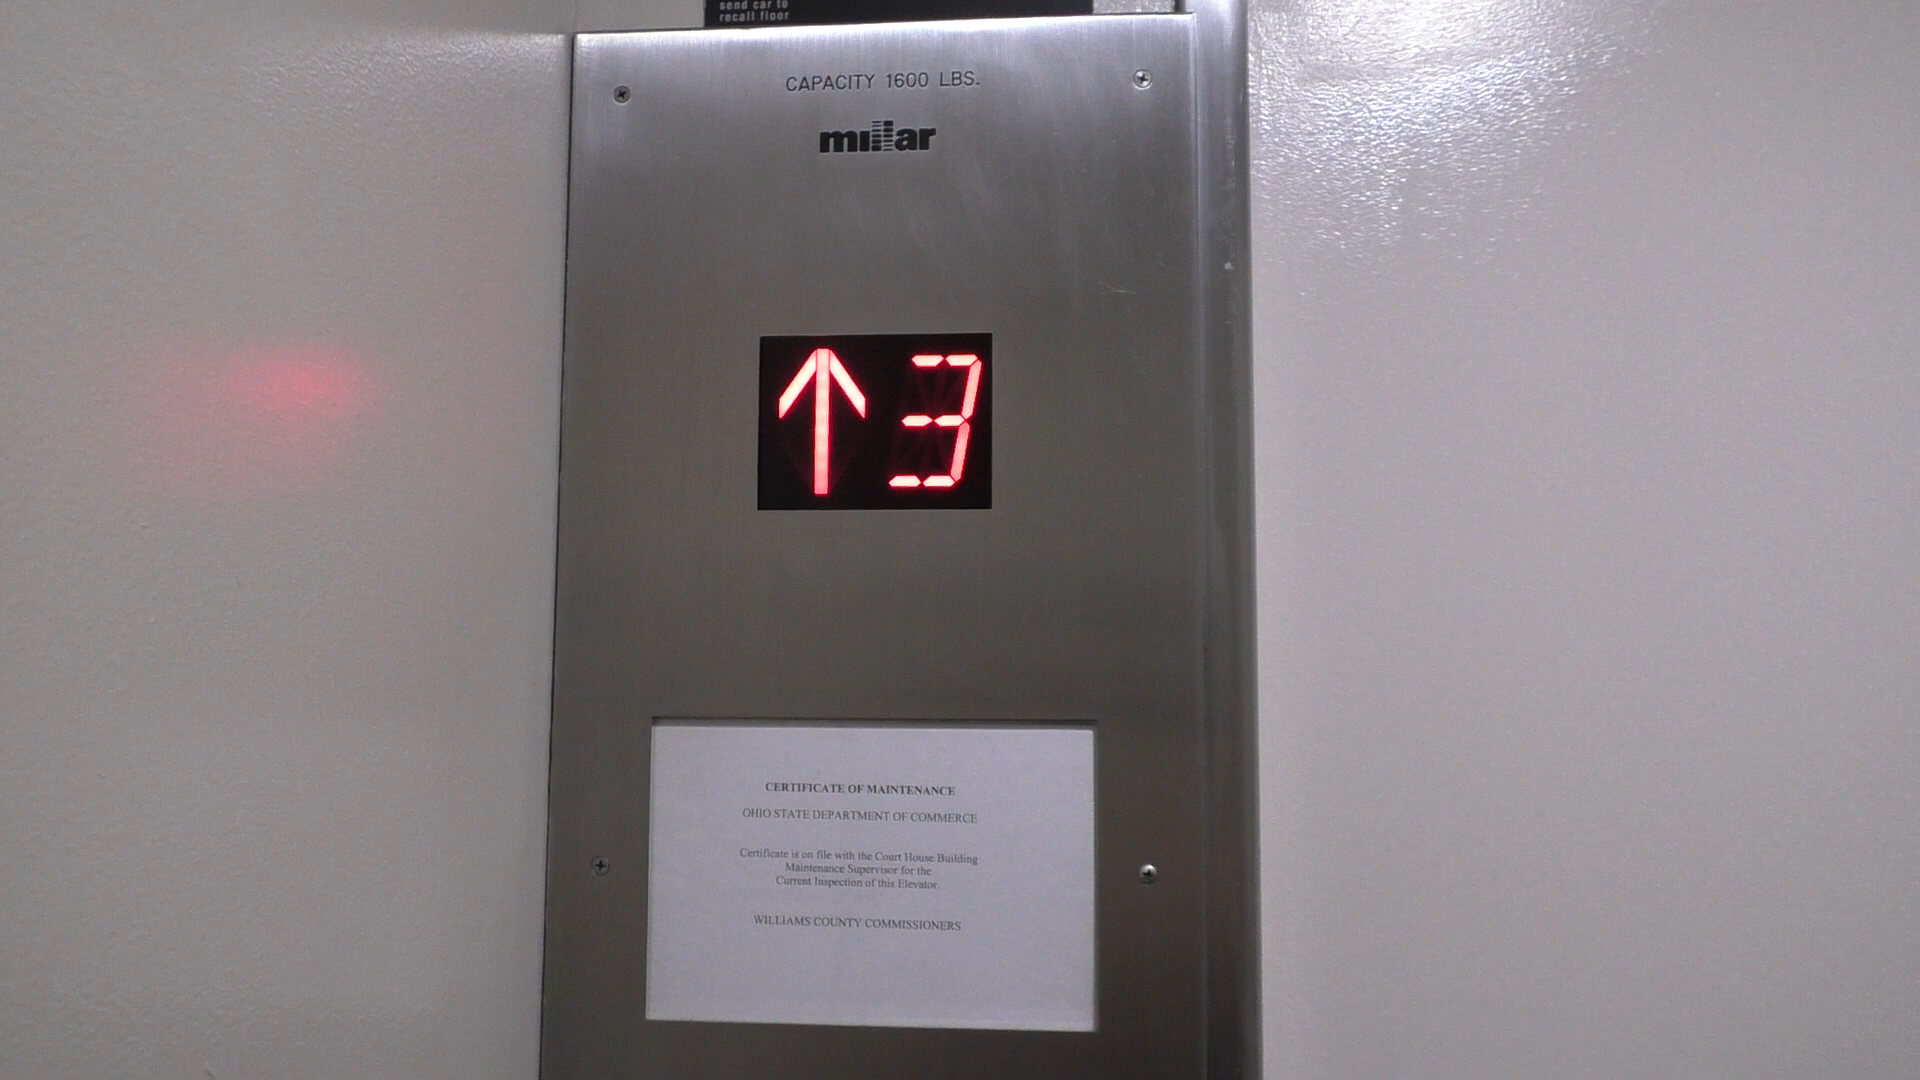 send car to
recall floor
CAPACITY 1600 LBS.
millar
↑ 3
CERTIFICATE OF MAINTENANCE
OHIO STATE DEPARTMENT OF COMMERCE
Certificate is on file with the Court House Building
Maintenance Supervisor for the
Current Inspection of this Elevator.
WILLIAMS COUNTY COMMISSIONERS